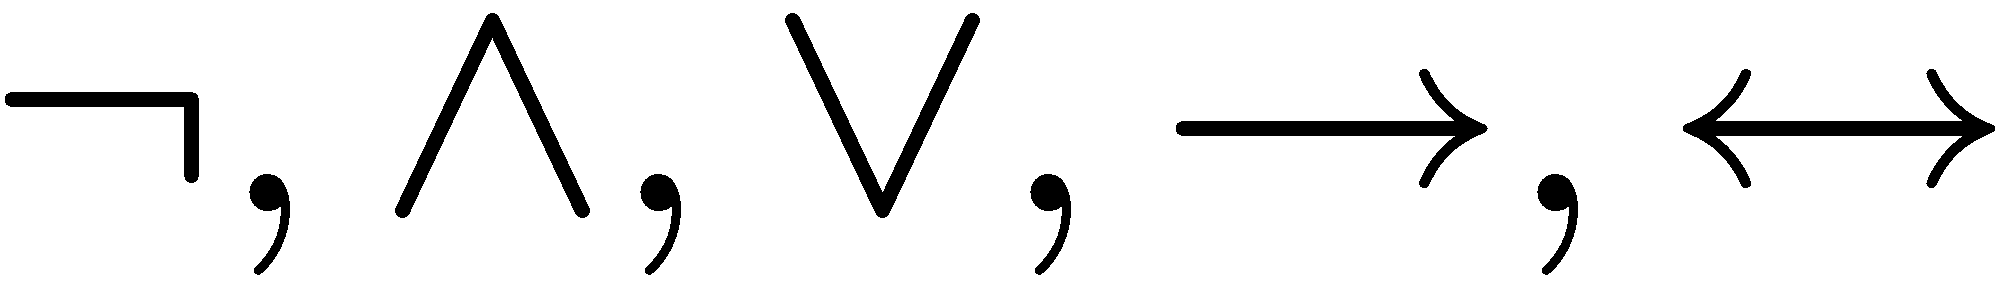 ¬, ∧, ∨, →, ↔